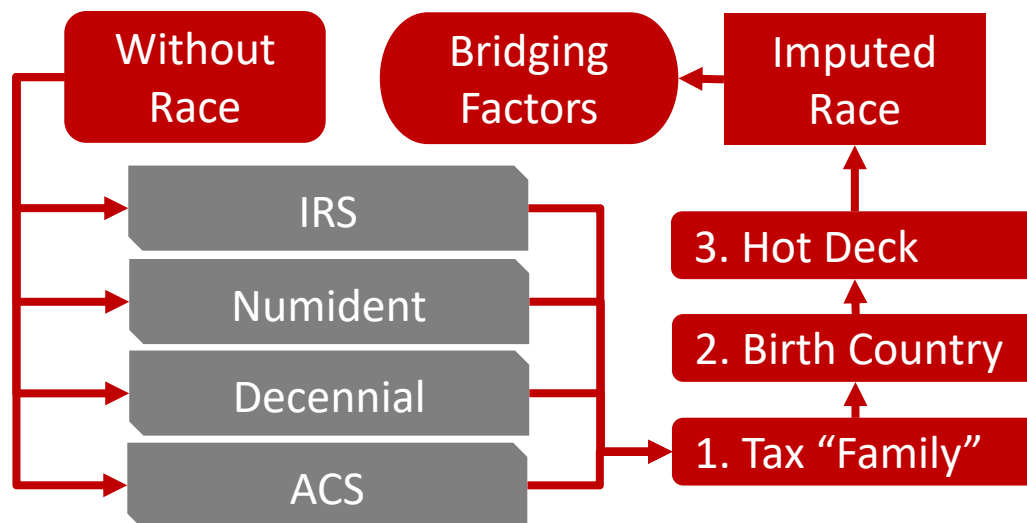 Without
Race
Bridging
Factors
Imputed
Race
IRS
Numident
Decennial
ACS
3. Hot Deck
2. Birth Country
1. Tax “Family”